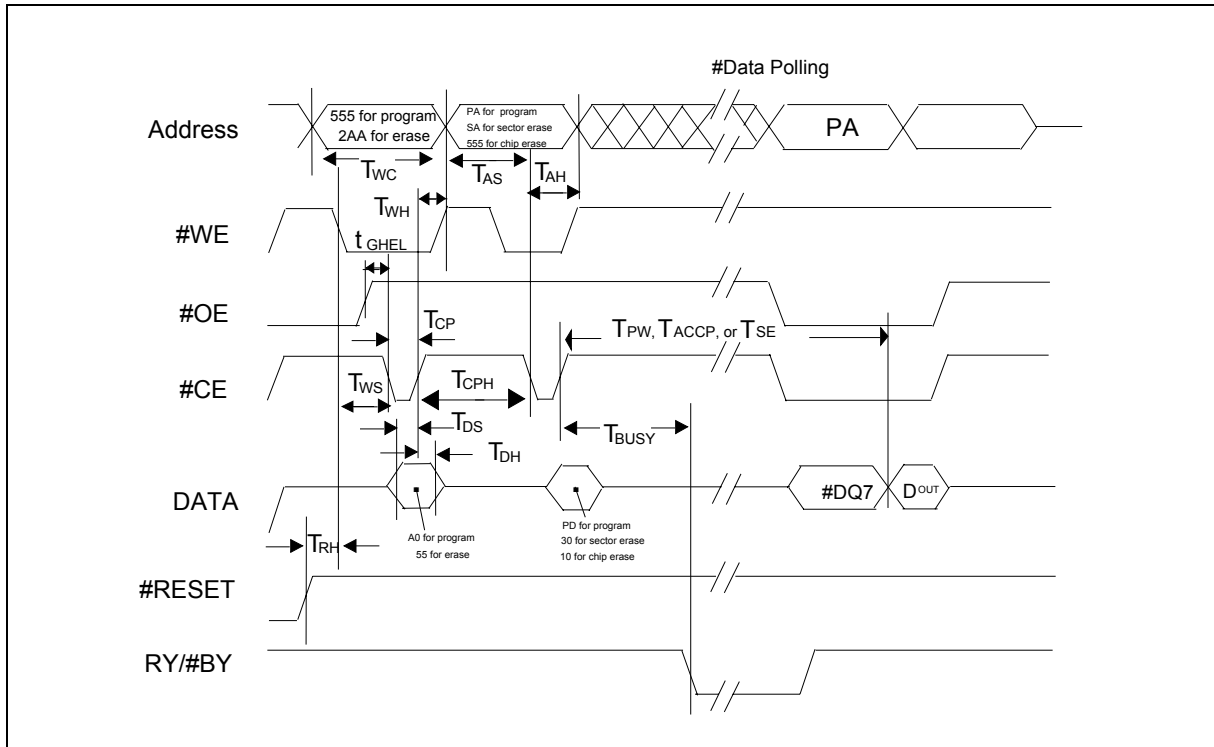 #Data Polling
Address
555 for program
2AA for erase
PA for program
SA for sector erase
555 for chip erase
PA
TWC
TAS
TAH
TWH
#WE
tGHEL
#OE
TCP
TPW, TACCP, or TSE
#CE
TWS
TCPH
TDS
TBUSY
TDH
DATA
#DQ7
DOUT
A0 for program
55 for erase
PD for program
30 for sector erase
10 for chip erase
TRH
#RESET
RY/#BY